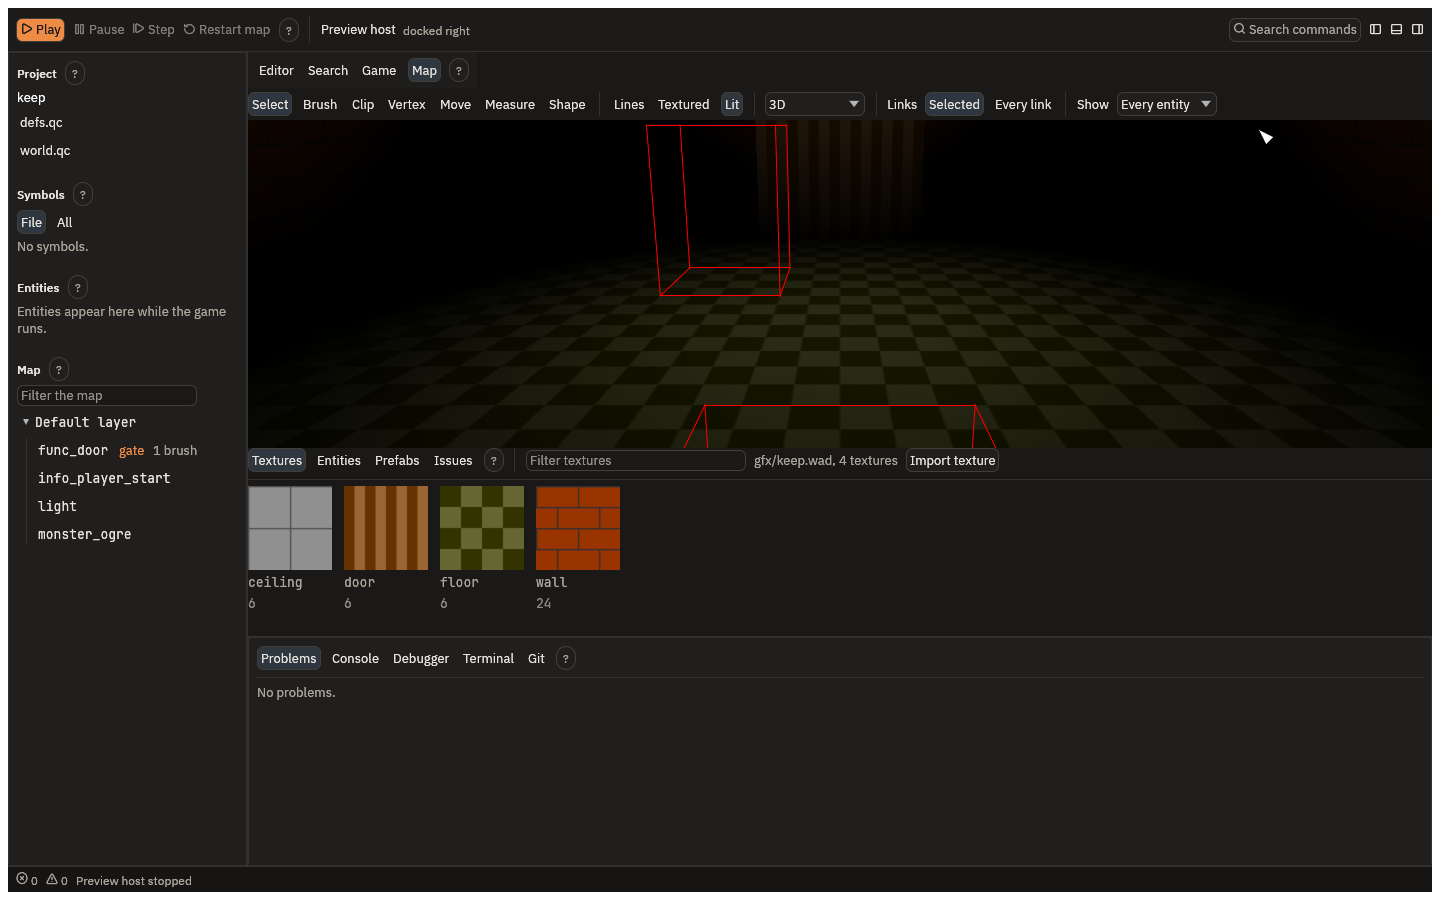 Play Pause Step Restart map ? Preview host docked right Search commands
Project ?
keep
defs.qc
world.qc
Symbols ?
File All
No symbols.
Entities ?
Entities appear here while the game
runs.
Map ?
Filter the map
Default layer
func_door gate 1 brush
info_player_start
light
monster_ogre
Editor Search Game Map ?
Select Brush Clip Vertex Move Measure Shape Lines Textured Lit 3D Links Selected Every link Show Every entity
Textures Entities Prefabs Issues ? Filter textures gfx/keep.wad, 4 textures Import texture
ceiling door floor wall
6 6 6 24
Problems Console Debugger Terminal Git ?
No problems.
0 0 Preview host stopped